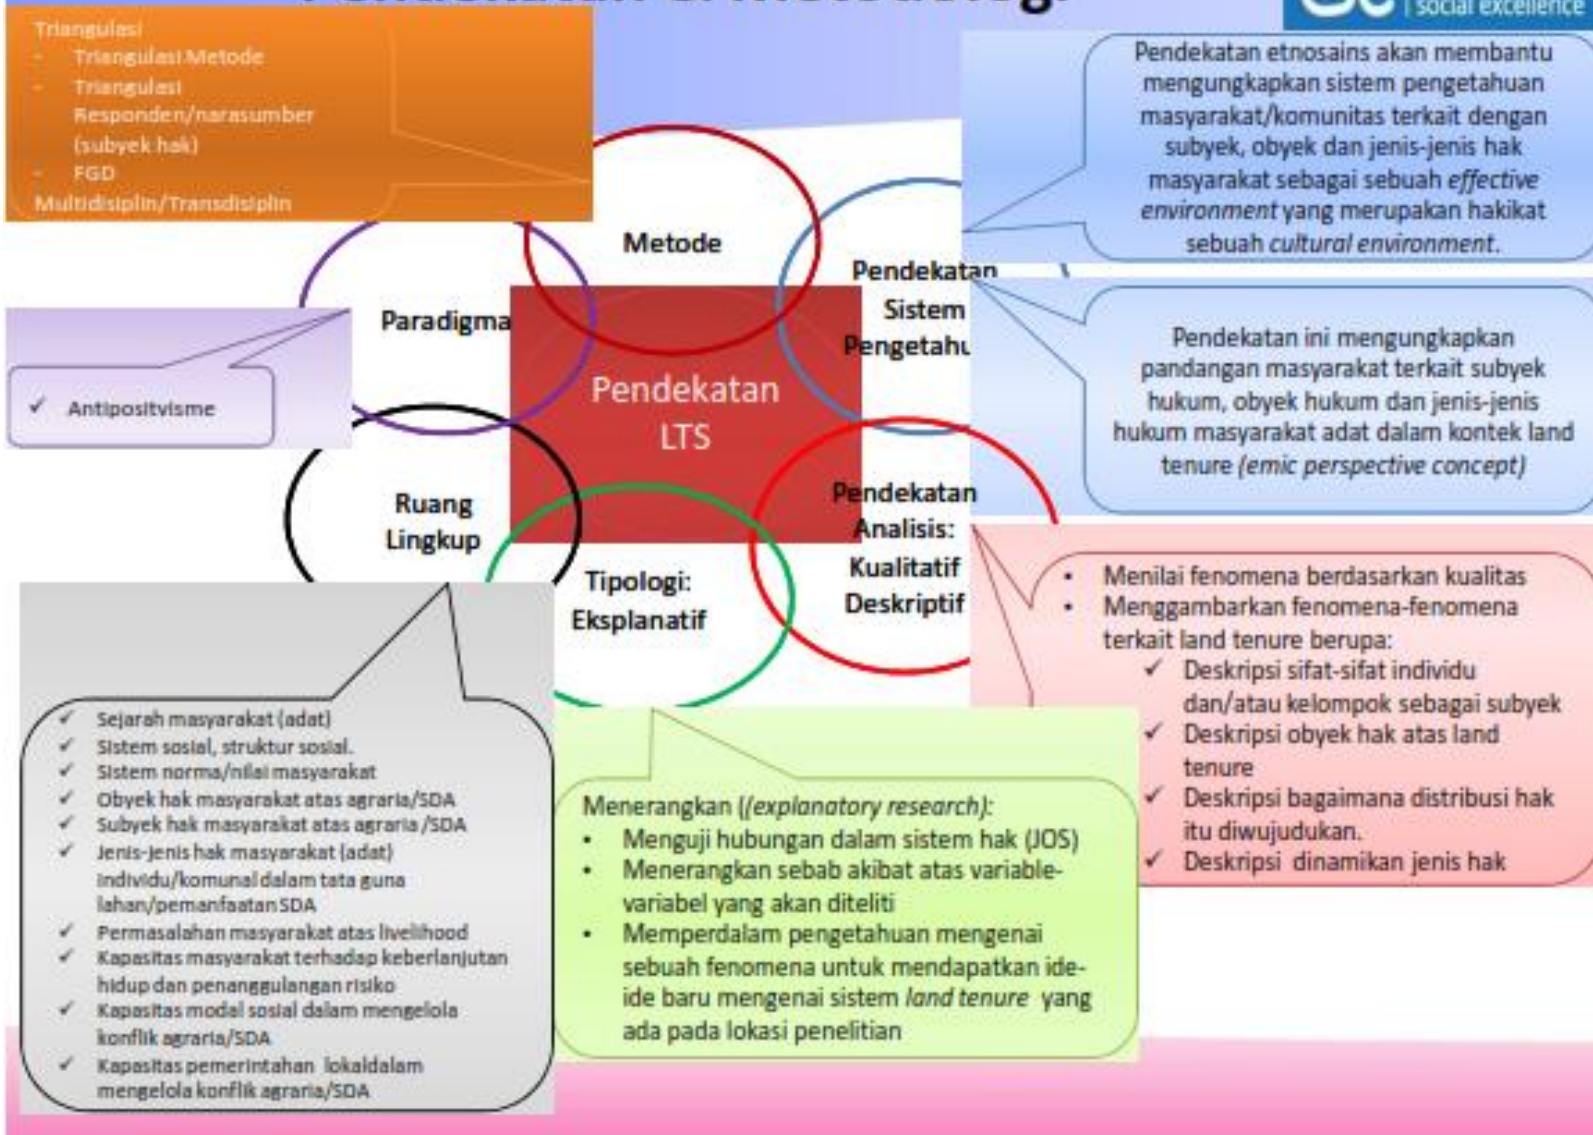 social excellence
Triangulasi
- Triangulasi Metode
- Triangulasi
Responden/narasumber
(subyek hak)
- FGD
Multidisiplin/Transdisiplin
Pendekatan etnosains akan membantu
mengungkapkan sistem pengetahuan
masyarakat/komunitas terkait dengan
subyek, obyek dan jenis-jenis hak
masyarakat sebagai sebuah effective
environment yang merupakan hakikat
sebuah cultural environment.
Metode
Pendekatan
Sistem
Pengetahu
Paradigma
✓ Antipositvisme
Pendekatan
LTS
Pendekatan ini mengungkapkan
pandangan masyarakat terkait subyek
hukum, obyek hukum dan jenis-jenis
hukum masyarakat adat dalam kontek land
tenure (emic perspective concept)
Ruang
Lingkup
Tipologi:
Eksplanatif
Pendekatan
Analisis:
Kualitatif
Deskriptif
• Menilai fenomena berdasarkan kualitas
• Menggambarkan fenomena-fenomena
terkait land tenure berupa:
✓ Deskripsi sifat-sifat individu
dan/atau kelompok sebagai subyek
✓ Deskripsi obyek hak atas land
tenure
✓ Deskripsi bagaimana distribusi hak
itu diwujudukan.
✓ Deskripsi dinamikan jenis hak
✓ Sejarah masyarakat (adat)
✓ Sistem sosial, struktur sosial.
✓ Sistem norma/nilai masyarakat
✓ Obyek hak masyarakat atas agraria/SDA
✓ Subyek hak masyarakat atas agraria /SDA
✓ Jenis-jenis hak masyarakat (adat)
individu/komunal dalam tata guna
lahan/pemanfaatan SDA
✓ Permasalahan masyarakat atas livelihood
✓ Kapasitas masyarakat terhadap keberlanjutan
hidup dan penanggulangan risiko
✓ Kapasitas modal sosial dalam mengelola
konflik agraria/SDA
✓ Kapasitas pemerintahan lokaldalam
mengelola konflik agraria/SDA
Menerangkan ((explanatory research):
• Menguji hubungan dalam sistem hak (JOS)
• Menerangkan sebab akibat atas variable-
variabel yang akan diteliti
• Memperdalam pengetahuan mengenai
sebuah fenomena untuk mendapatkan ide-
ide baru mengenai sistem land tenure yang
ada pada lokasi penelitian